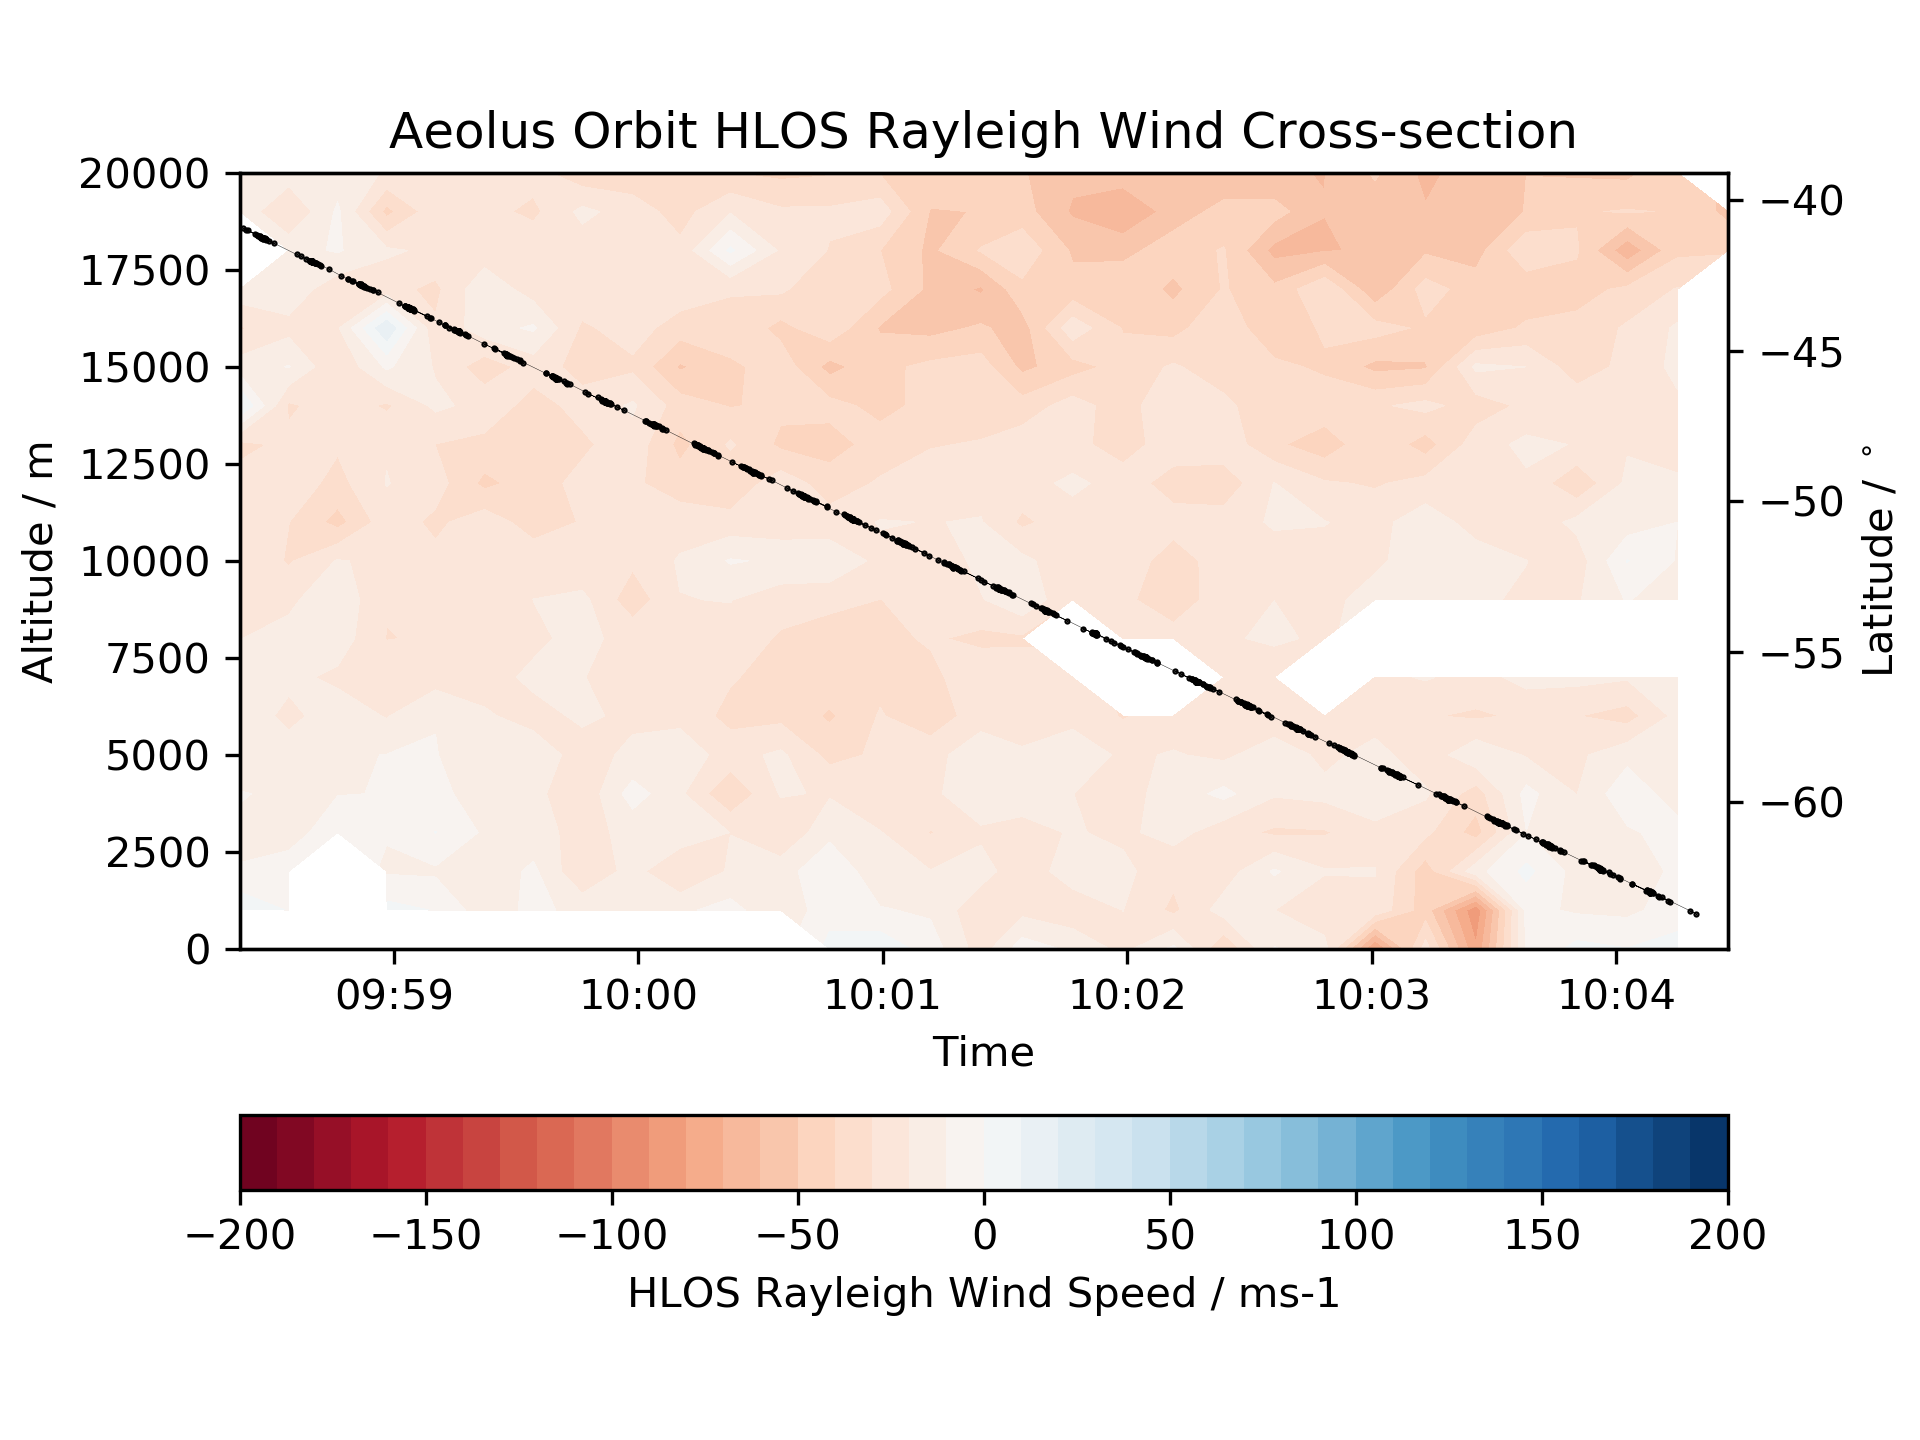 Aeolus Orbit HLOS Rayleigh Wind Cross-section
20000
17500
15000
12500
10000
7500
5000
2500
0
Altitude / m
−40
−45
−50
−55
−60
Latitude / °
09:59 10:00 10:01 10:02 10:03 10:04
Time
−200 −150 −100 −50 0 50 100 150 200
HLOS Rayleigh Wind Speed / ms-1